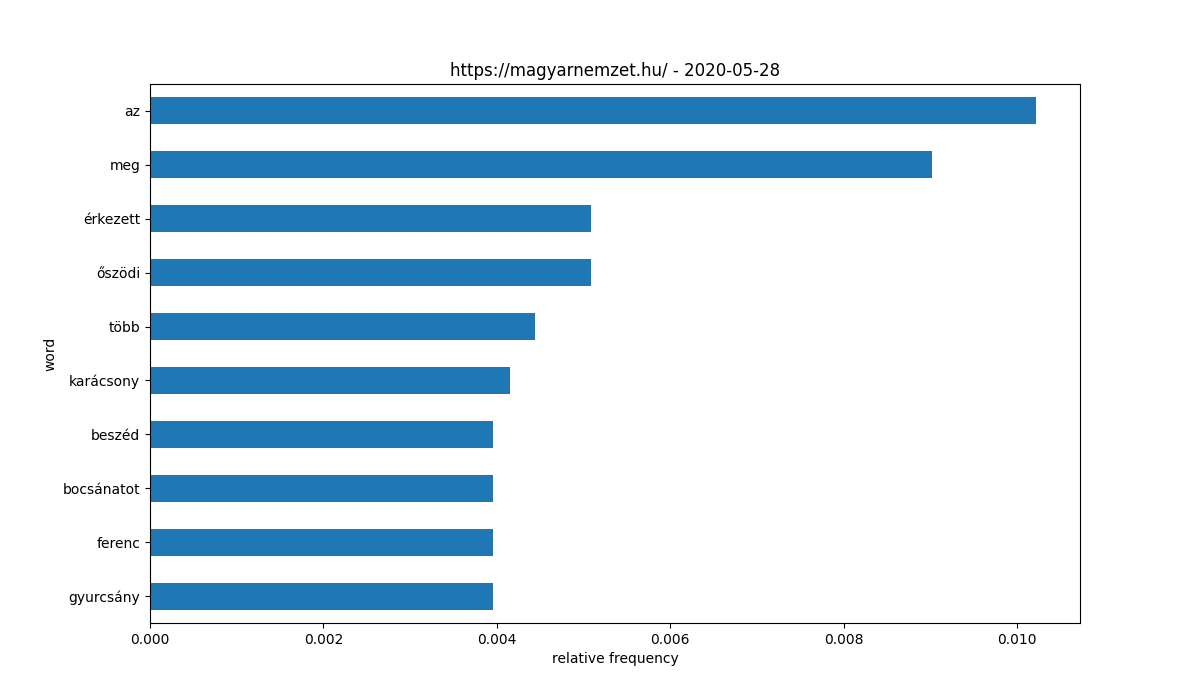 https://magyarnemzet.hu/ - 2020-05-28
az
meg
érkezett
őszödi
több
karácsony
beszéd
bocsánatot
ferenc
gyurcsány
word
0.000 0.002 0.004 0.006 0.008 0.010
relative frequency